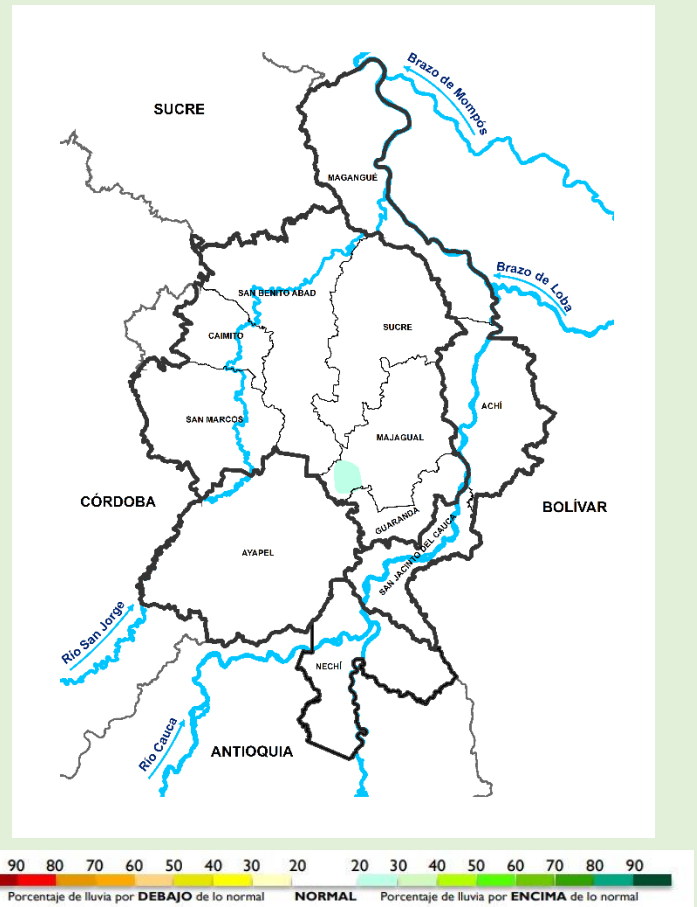 Brazo de Mompós
SUCRE
MAGANGUÉ
Brazo de Loba
SAN BENITO ABAD
SUCRE
CAIMITO
ACHÍ
SAN MARCOS
MAJAGUAL
CÓRDOBA
BOLÍVAR
GUARANDA
AYAPEL
SAN JACINTO DEL CAUCA
Río San Jorge
NECHÍ
Río Cauca
ANTIOQUIA
90 80 70 60 50 40 30 20 20 30 40 50 60 70 80 90
Porcentaje de lluvia por DEBAJO de lo normal NORMAL Porcentaje de lluvia por ENCIMA de lo normal